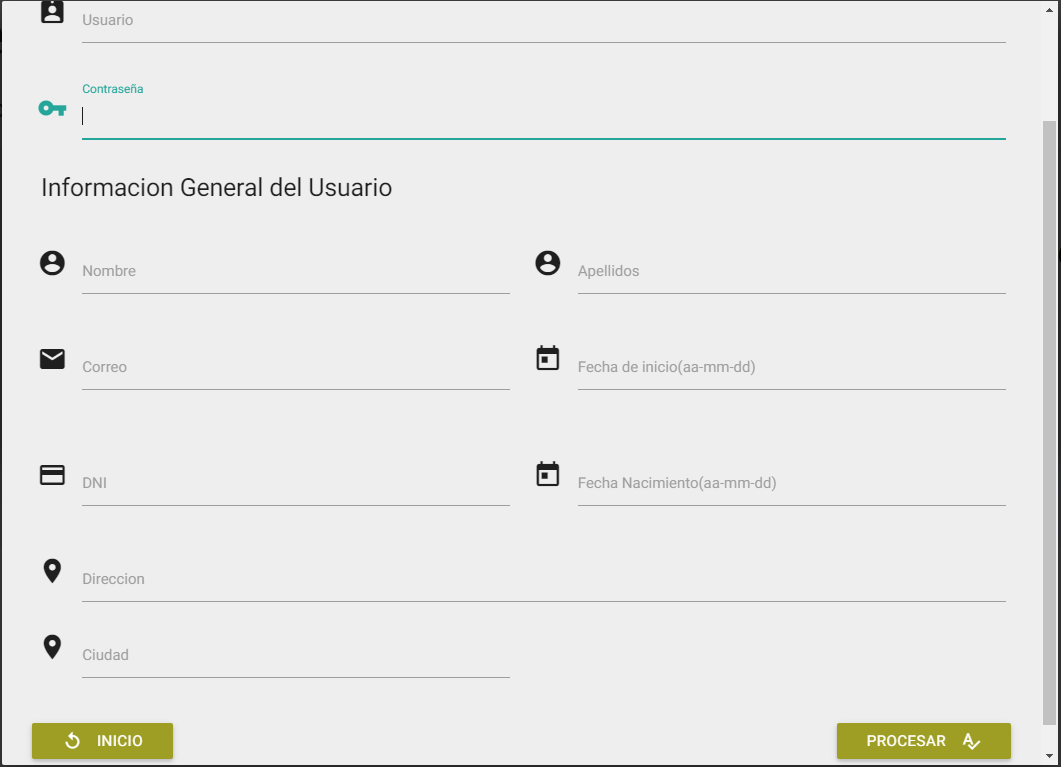 Usuario
Contraseña
Informacion General del Usuario
Nombre
Apellidos
Correo
Fecha de inicio(aa-mm-dd)
DNI
Fecha Nacimiento(aa-mm-dd)
Direccion
Ciudad
INICIO
PROCESAR